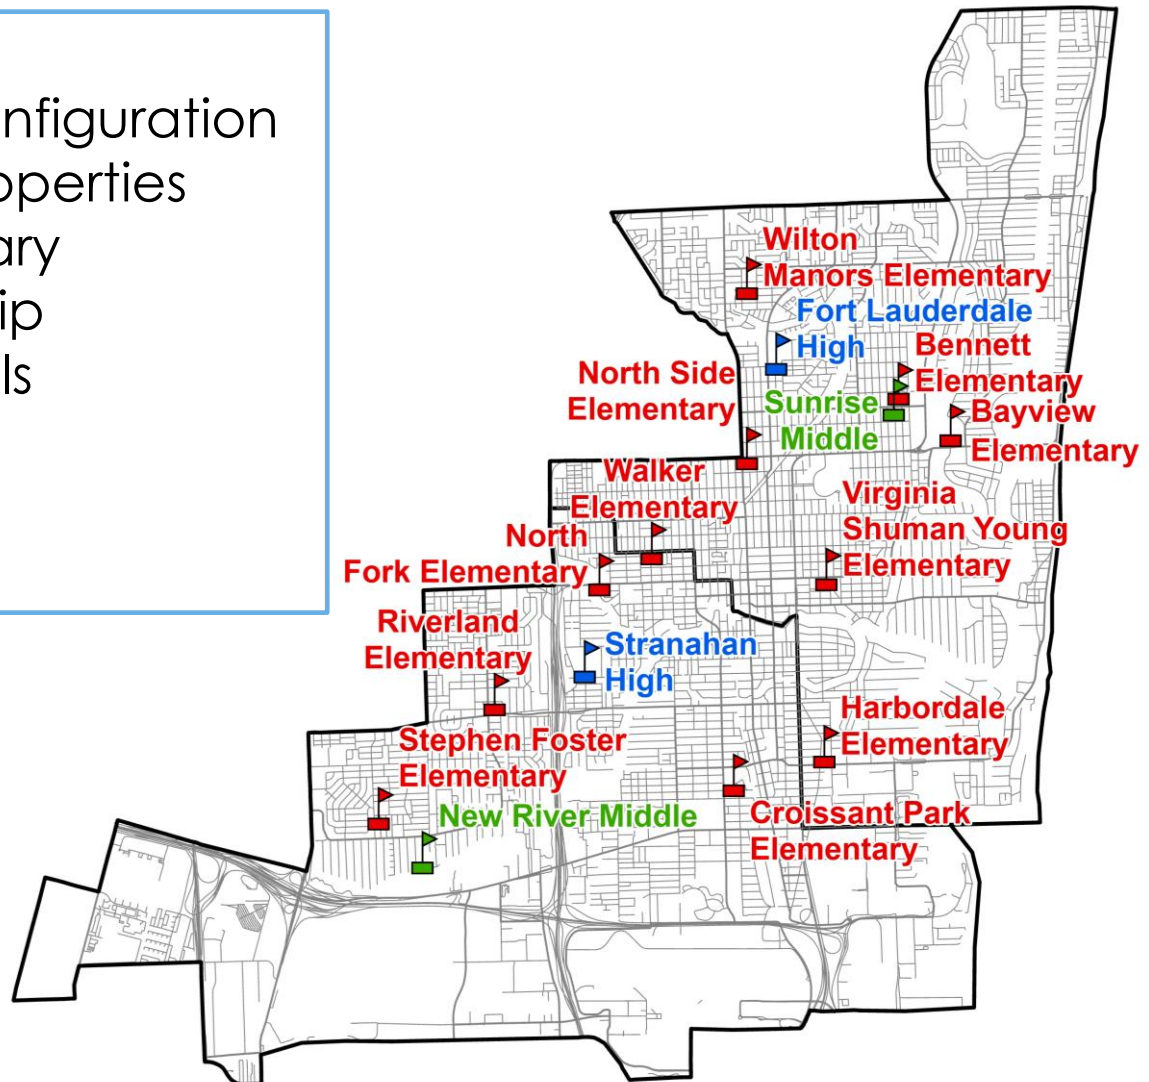 nfiguration
operties
ary
ip
ls
Wilton
Manors Elementary
Fort Lauderdale
High
Bennett
Elementary
North Side
Elementary
Sunrise
Middle
Bayview
Elementary
Walker
Elementary
Virginia
Shuman Young
Elementary
North
Fork Elementary
Riverland
Elementary
Stranahan
High
Harbordale
Elementary
Stephen Foster
Elementary
New River Middle
Croissant Park
Elementary